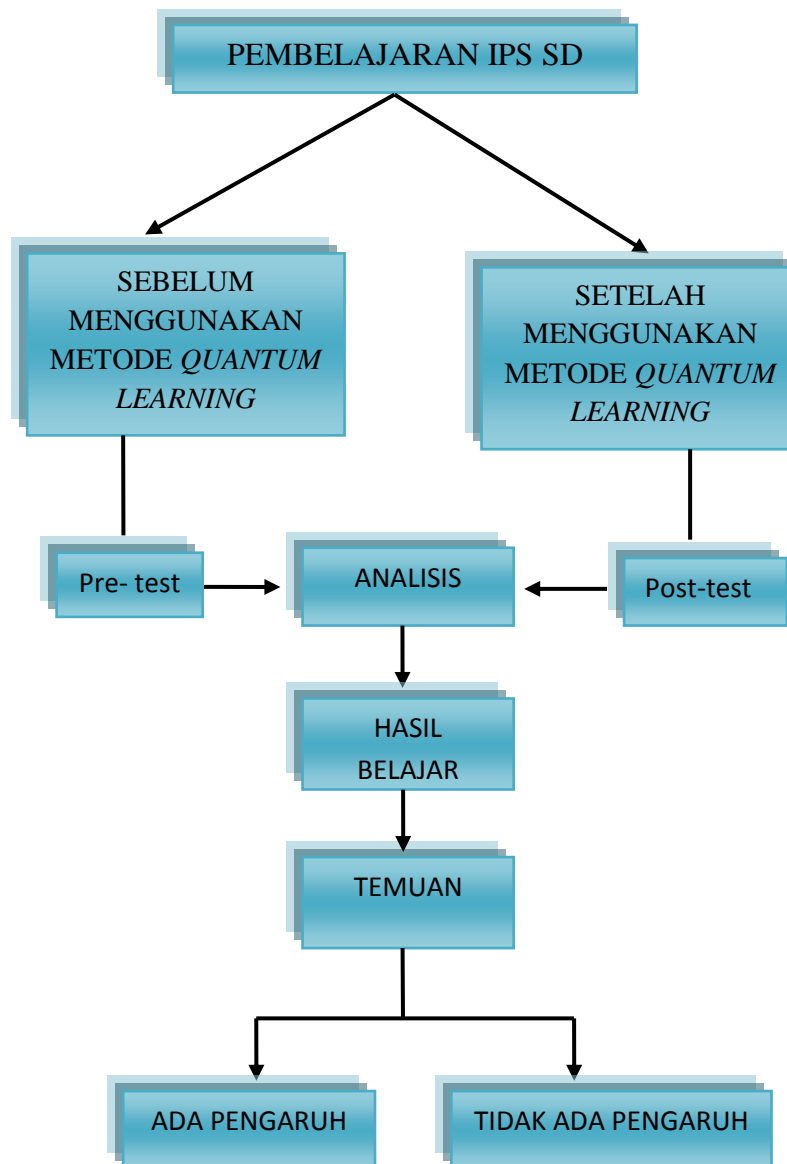 PEMBELAJARAN IPS SD
SEBELUM
MENGGUNAKAN
METODE QUANTUM
LEARNING
SETELAH
MENGGUNAKAN
METODE QUANTUM
LEARNING
Pre- test
ANALISIS
Post-test
HASIL
BELAJAR
TEMUAN
ADA PENGARUH
TIDAK ADA PENGARUH